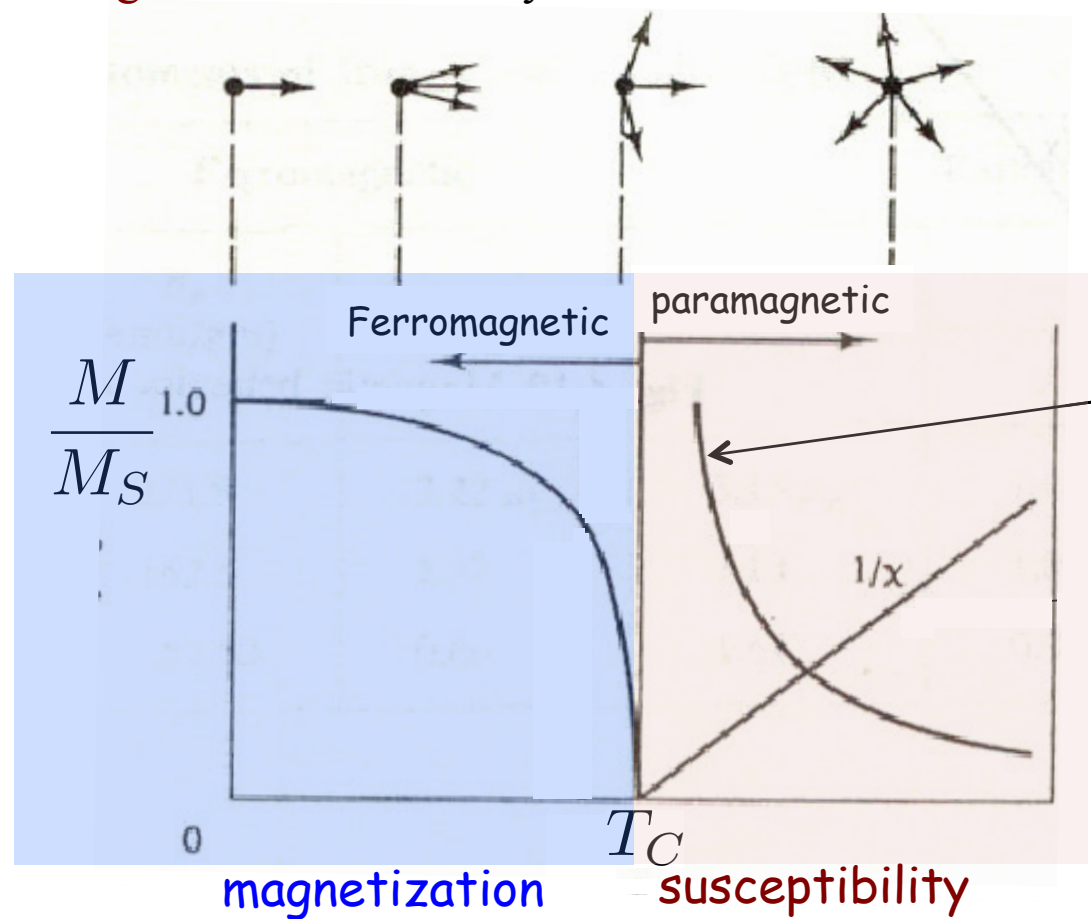 Ferromagnetic
paramagnetic
M
M_S
1.0
1/χ
0
T_C
magnetization
susceptibility